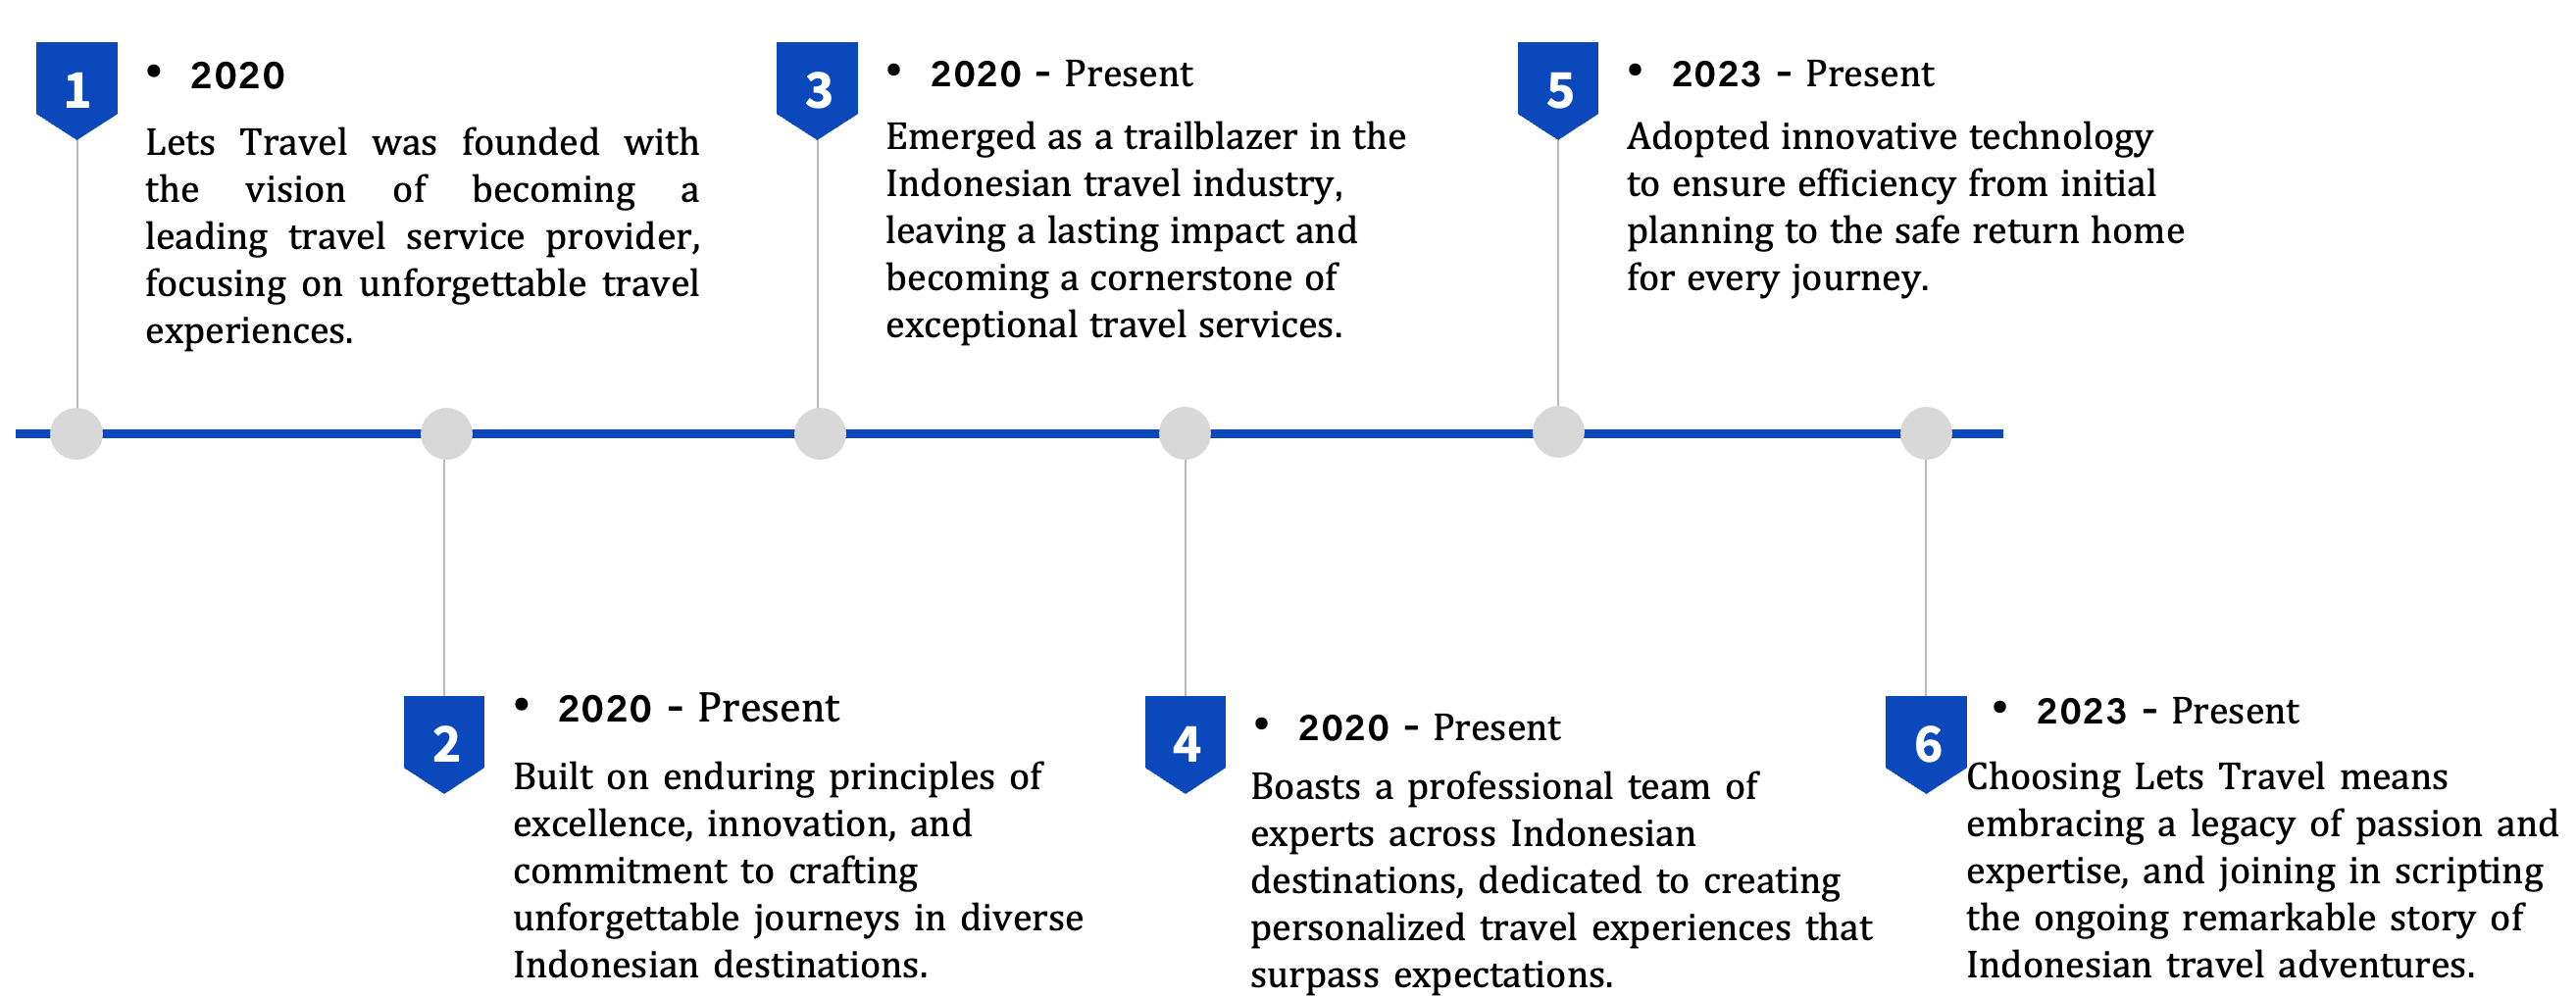 1
• 2020
Lets Travel was founded with
the vision of becoming a
leading travel service provider,
focusing on unforgettable travel
experiences.
2
• 2020 - Present
Built on enduring principles of
excellence, innovation, and
commitment to crafting
unforgettable journeys in diverse
Indonesian destinations.
3
• 2020 - Present
Emerged as a trailblazer in the
Indonesian travel industry,
leaving a lasting impact and
becoming a cornerstone of
exceptional travel services.
4
• 2020 - Present
Boasts a professional team of
experts across Indonesian
destinations, dedicated to creating
personalized travel experiences that
surpass expectations.
5
• 2023 - Present
Adopted innovative technology
to ensure efficiency from initial
planning to the safe return home
for every journey.
6
• 2023 - Present
Choosing Lets Travel means
embracing a legacy of passion and
expertise, and joining in scripting
the ongoing remarkable story of
Indonesian travel adventures.